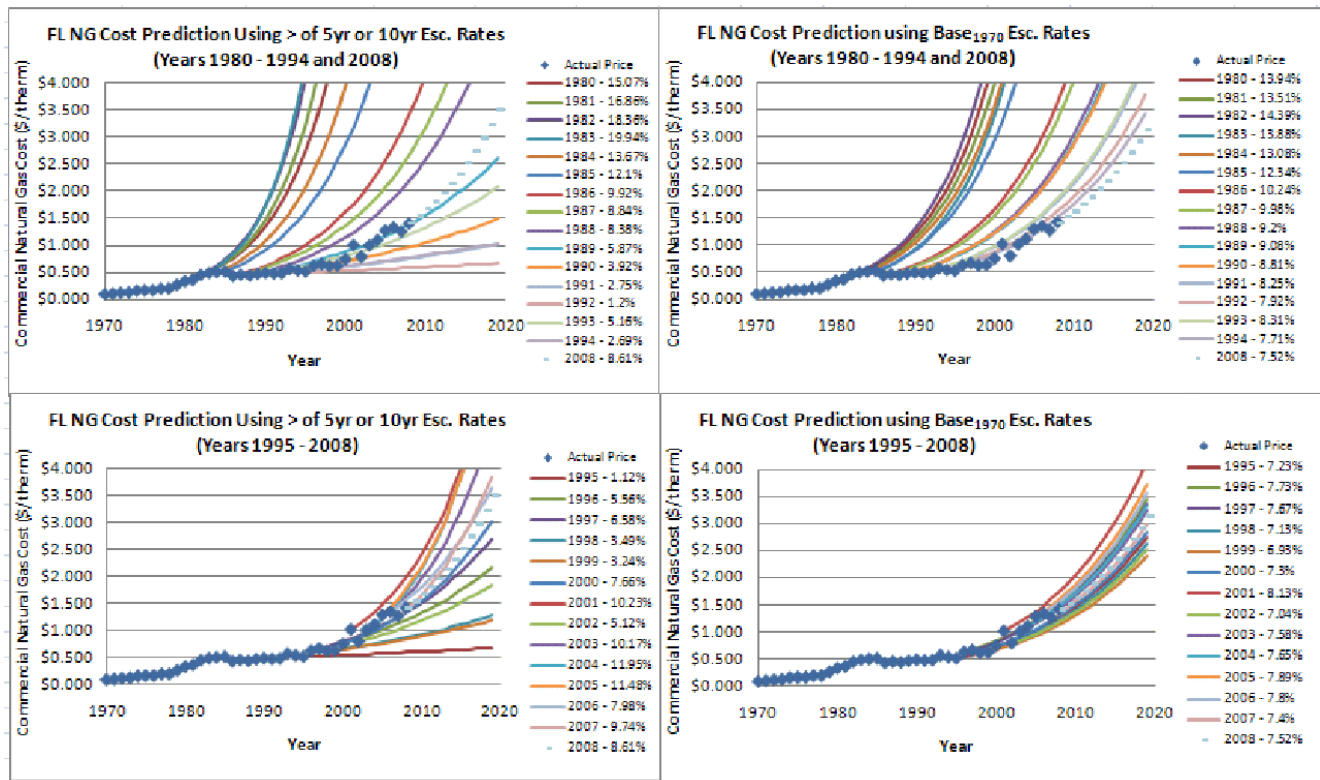 FL NG Cost Prediction Using > of 5yr or 10yr Esc. Rates
(Years 1980 - 1994 and 2008)
Commercial Natural Gas Cost ($/therm)
$4.000
$3.500
$3.000
$2.500
$2.000
$1.500
$1.000
$0.500
$0.000
1970 1980 1990 2000 2010 2020
Year
Actual Price
1980 - 15.07%
1981 - 16.86%
1982 - 18.36%
1983 - 19.94%
1984 - 13.67%
1985 - 12.1%
1986 - 9.92%
1987 - 8.84%
1988 - 8.58%
1989 - 5.87%
1990 - 3.92%
1991 - 2.75%
1992 - 1.2%
1993 - 5.16%
1994 - 2.69%
2008 - 8.61%
FL NG Cost Prediction using Base1970 Esc. Rates
(Years 1980 - 1994 and 2008)
Commercial Natural Gas Cost ($/therm)
$4.000
$3.500
$3.000
$2.500
$2.000
$1.500
$1.000
$0.500
$0.000
1970 1980 1990 2000 2010 2020
Year
Actual Price
1980 - 13.94%
1981 - 13.51%
1982 - 14.39%
1983 - 13.88%
1984 - 13.08%
1985 - 12.34%
1986 - 10.24%
1987 - 9.98%
1988 - 9.2%
1989 - 9.08%
1990 - 8.81%
1991 - 8.25%
1992 - 7.92%
1993 - 8.31%
1994 - 7.71%
2008 - 7.52%
FL NG Cost Prediction Using > of 5yr or 10yr Esc. Rates
(Years 1995 - 2008)
Commercial Natural Gas Cost ($/therm)
$4.000
$3.500
$3.000
$2.500
$2.000
$1.500
$1.000
$0.500
$0.000
1970 1980 1990 2000 2010 2020
Year
Actual Price
1995 - 1.12%
1996 - 5.56%
1997 - 6.58%
1998 - 3.49%
1999 - 3.24%
2000 - 7.66%
2001 - 10.23%
2002 - 5.12%
2003 - 10.17%
2004 - 11.95%
2005 - 11.48%
2006 - 7.98%
2007 - 9.74%
2008 - 8.61%
FL NG Cost Prediction using Base1970 Esc. Rates
(Years 1995 - 2008)
Commercial Natural Gas Cost ($/therm)
$4.000
$3.500
$3.000
$2.500
$2.000
$1.500
$1.000
$0.500
$0.000
1970 1980 1990 2000 2010 2020
Year
Actual Price
1995 - 7.23%
1996 - 7.73%
1997 - 7.67%
1998 - 7.13%
1999 - 6.93%
2000 - 7.3%
2001 - 8.13%
2002 - 7.04%
2003 - 7.58%
2004 - 7.65%
2005 - 7.89%
2006 - 7.8%
2007 - 7.4%
2008 - 7.52%